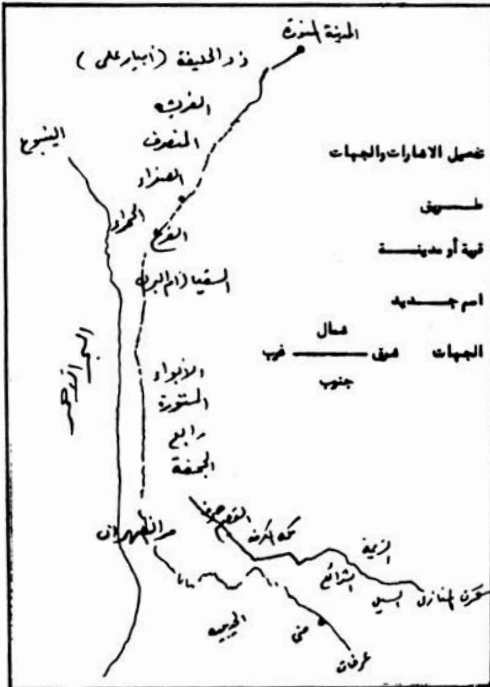 المدينة المنورة
ذو الحليفة (أبيار علي)
الفريش
المنصرف
الصفراء
الينبوع
الحمراء
الفرع
السقيا (أم البرك)
البحر الأحمر
الأبواء
المستورة
رابغ
الجحفة
مر الظهران
مكة المكرمة
الزيمة
الشرائع
السيل
قرن المنازل
الحديبية
منى
عرفات
تفصيل الاشارات والجهات
طريق
قرية أو مدينة
اسم جديد
الجهات
شمال
شرق
غرب
جنوب